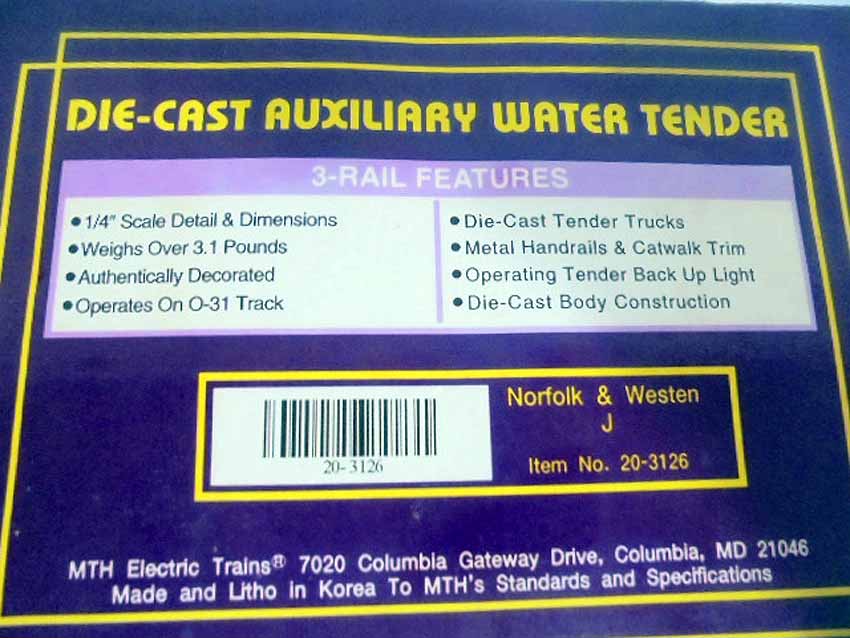 DIE-CAST AUXILIARY WATER TENDER
3-RAIL FEATURES
• 1/4" Scale Detail & Dimensions
• Weighs Over 3.1 Pounds
• Authentically Decorated
• Operates On O-31 Track
• Die-Cast Tender Trucks
• Metal Handrails & Catwalk Trim
• Operating Tender Back Up Light
• Die-Cast Body Construction
20-3126
Norfolk & Westen
J
Item No. 20-3126
MTH Electric Trains® 7020 Columbia Gateway Drive, Columbia, MD 21046
Made and Litho in Korea To MTH's Standards and Specifications